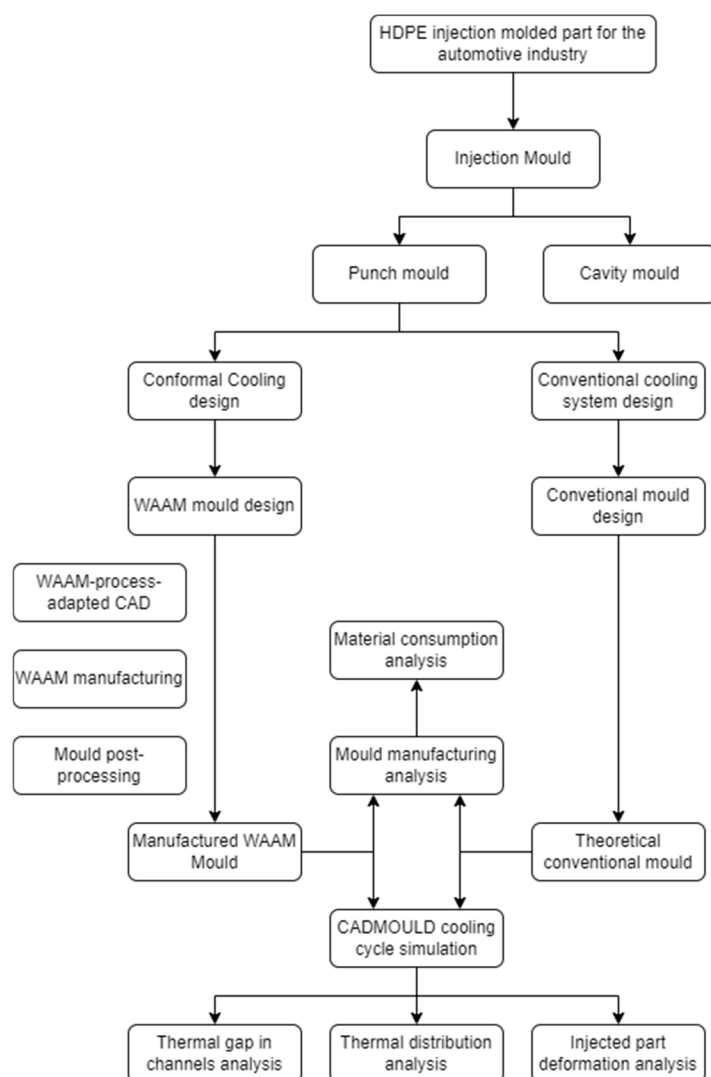 HDPE injection molded part for the
automotive industry
Injection Mould
Punch mould
Cavity mould
Conformal Cooling
design
Conventional cooling
system design
WAAM mould design
Convetional mould
design
WAAM-process-
adapted CAD
Material consumption
analysis
WAAM manufacturing
Mould post-
processing
Mould manufacturing
analysis
Manufactured WAAM
Mould
Theoretical
conventional mould
CADMOULD cooling
cycle simulation
Thermal gap in
channels analysis
Thermal distribution
analysis
Injected part
deformation analysis